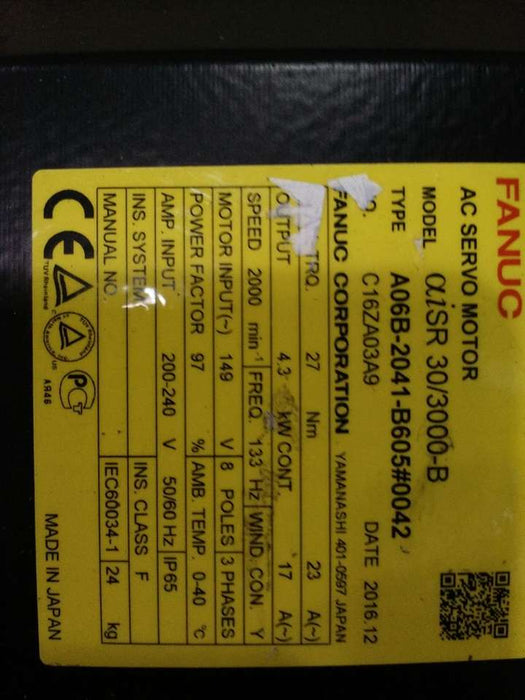 FANUC
AC SERVO MOTOR
MODEL αiSR 30/3000-B
TYPE A06B-2041-B605#0042
C16ZA03A9 DATE 2016.12
FANUC CORPORATION YAMANASHI 401-0597 JAPAN
TRQ. 27 Nm 23 A(~)
OUTPUT 4.3 kW CONT. 17 A(~)
SPEED 2000 min-1 FREQ. 133 Hz WIND. CON. Y
MOTOR INPUT(~) 149 V 8 POLES 3 PHASES
POWER FACTOR 97 % AMB. TEMP. 0-40 ℃
AMP. INPUT 200-240 V 50/60 Hz IP65
INS. SYSTEM INS. CLASS F
MANUAL NO. IEC60034-1 24 kg
CE
TUV Rheinland
АЯ46
MADE IN JAPAN